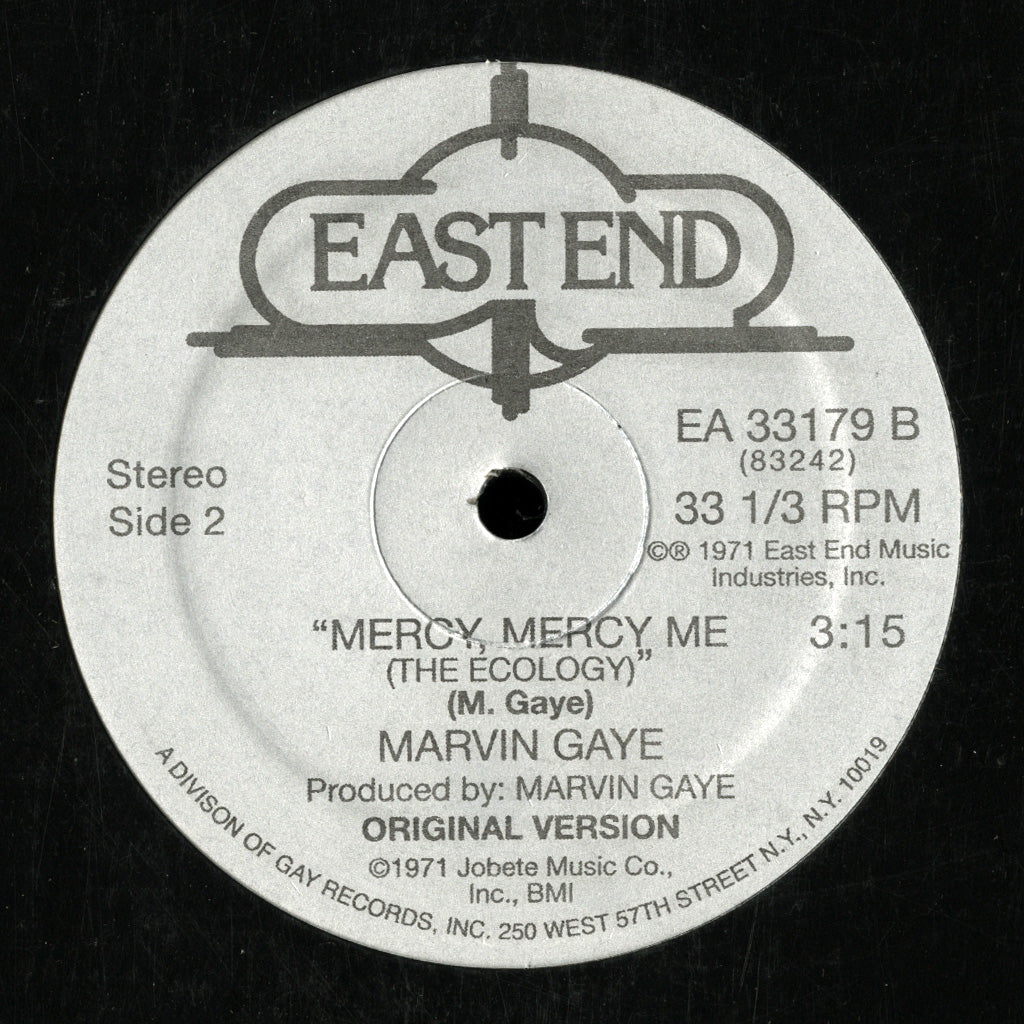 EAST END
EA 33179 B
(83242)
Stereo
Side 2
33 1/3 RPM
©℗ 1971 East End Music
Industries, Inc.
“MERCY, MERCY ME 3:15
(THE ECOLOGY)”
(M. Gaye)
MARVIN GAYE
Produced by: MARVIN GAYE
ORIGINAL VERSION
©1971 Jobete Music Co.,
Inc., BMI
A DIVISON OF GAY RECORDS, INC. 250 WEST 57TH STREET N.Y., N.Y. 10019